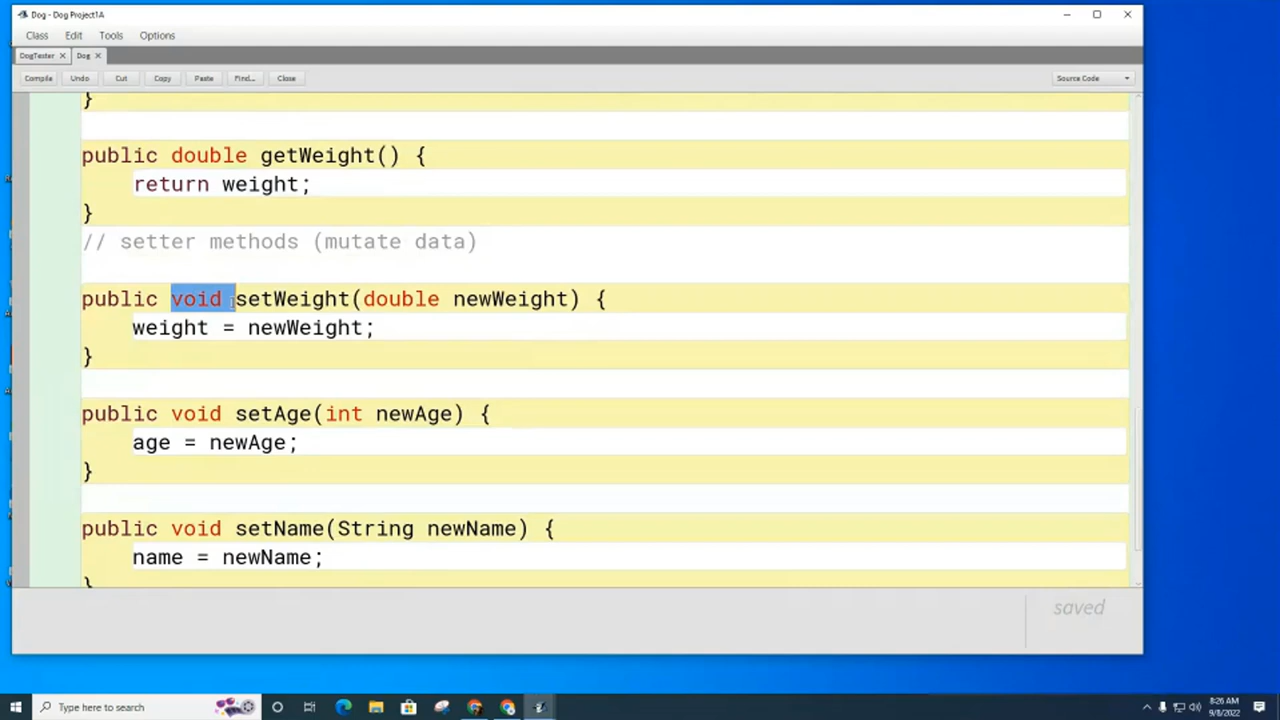 Dog - Dog Project1A
Class Edit Tools Options
DogTester × Dog ×
Compile Undo Cut Copy Paste Find... Close Source Code
}
public double getWeight() {
return weight;
}
// setter methods (mutate data)
public void setWeight(double newWeight) {
weight = newWeight;
}
public void setAge(int newAge) {
age = newAge;
}
public void setName(String newName) {
name = newName;
}
saved
Type here to search
8:26 AM
9/8/2022